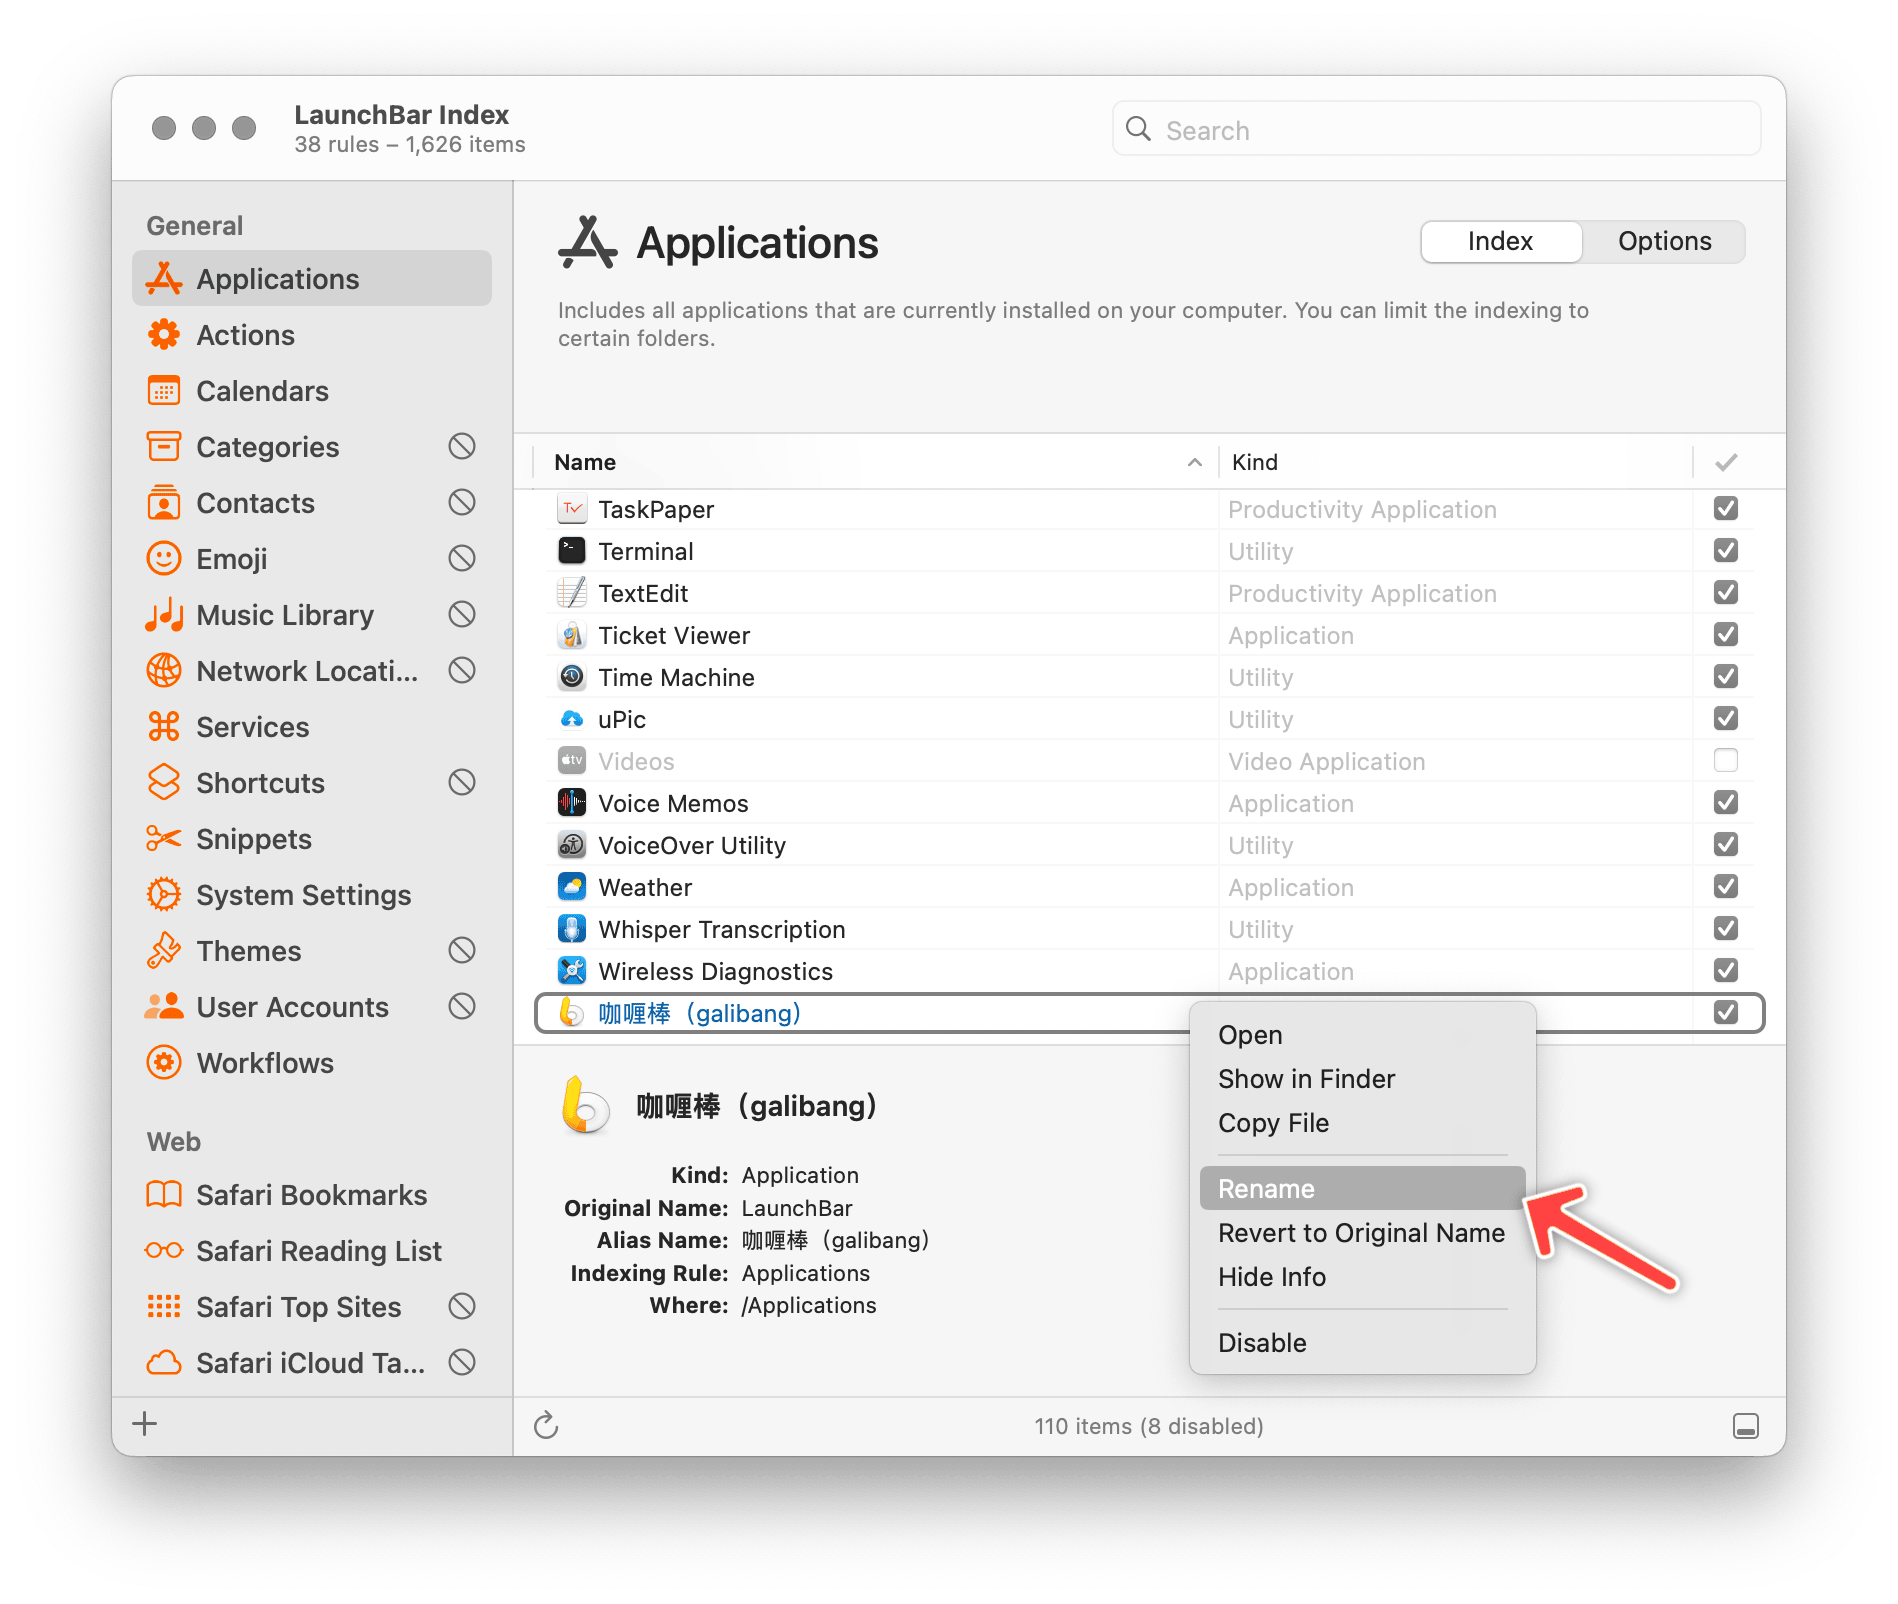 LaunchBar Index
38 rules – 1,626 items
Search
General
Applications
Actions
Calendars
Categories
Contacts
Emoji
Music Library
Network Locati...
Services
Shortcuts
Snippets
System Settings
Themes
User Accounts
Workflows
Web
Safari Bookmarks
Safari Reading List
Safari Top Sites
Safari iCloud Ta...
Applications
Index Options
Includes all applications that are currently installed on your computer. You can limit the indexing to
certain folders.
Name Kind
TaskPaper Productivity Application
Terminal Utility
TextEdit Productivity Application
Ticket Viewer Application
Time Machine Utility
uPic Utility
tv Videos Video Application
Voice Memos Application
VoiceOver Utility Utility
Weather Application
Whisper Transcription Utility
Wireless Diagnostics Application
咖喱棒（galibang）
咖喱棒（galibang）
Kind: Application
Original Name: LaunchBar
Alias Name: 咖喱棒（galibang）
Indexing Rule: Applications
Where: /Applications
Open
Show in Finder
Copy File
Rename
Revert to Original Name
Hide Info
Disable
110 items (8 disabled)